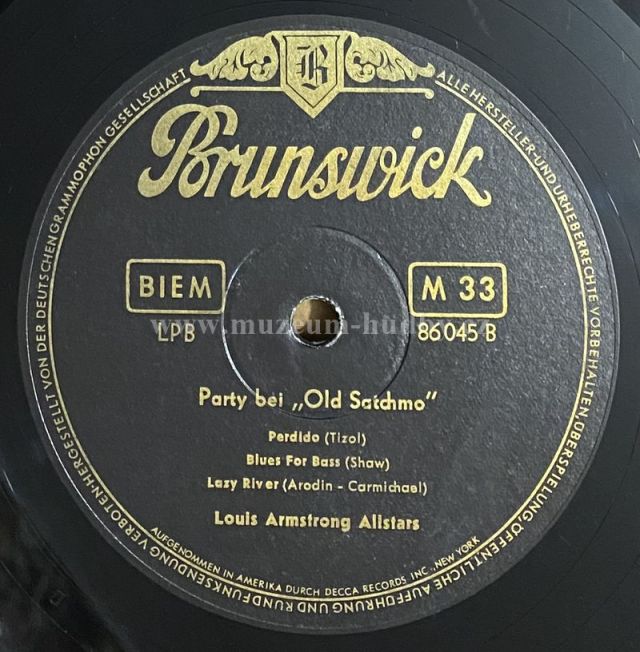 B
Brunswick
BIEM
M 33
LPB
86045 B
www.muzeum-hudby.cz
Party bei „Old Satchmo"
Perdido (Tizol)
Blues For Bass (Shaw)
Lazy River (Arodin - Carmichael)
Louis Armstrong Allstars
AUFGENOMMEN IN AMERIKA DURCH DECCA RECORDS INC., NEW YORK
HERGESTELLT VON DER DEUTSCHEN GRAMMOPHON GESELLSCHAFT
ALLE HERSTELLER- UND URHEBERRECHTE VORBEHALTEN, ÜBERSPIELUNG, ÖFFENTLICHE AUFFÜHRUNG UND RUNDFUNKSENDUNG VERBOTEN -